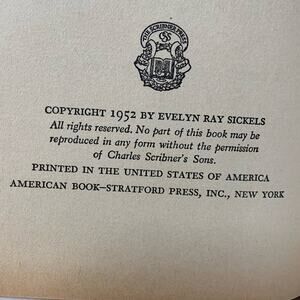 THE SCRIBNER PRESS
CSS
COPYRIGHT 1952 BY EVELYN RAY SICKELS
All rights reserved. No part of this book may be
reproduced in any form without the permission
of Charles Scribner's Sons.
PRINTED IN THE UNITED STATES OF AMERICA
AMERICAN BOOK—STRATFORD PRESS, INC., NEW YORK